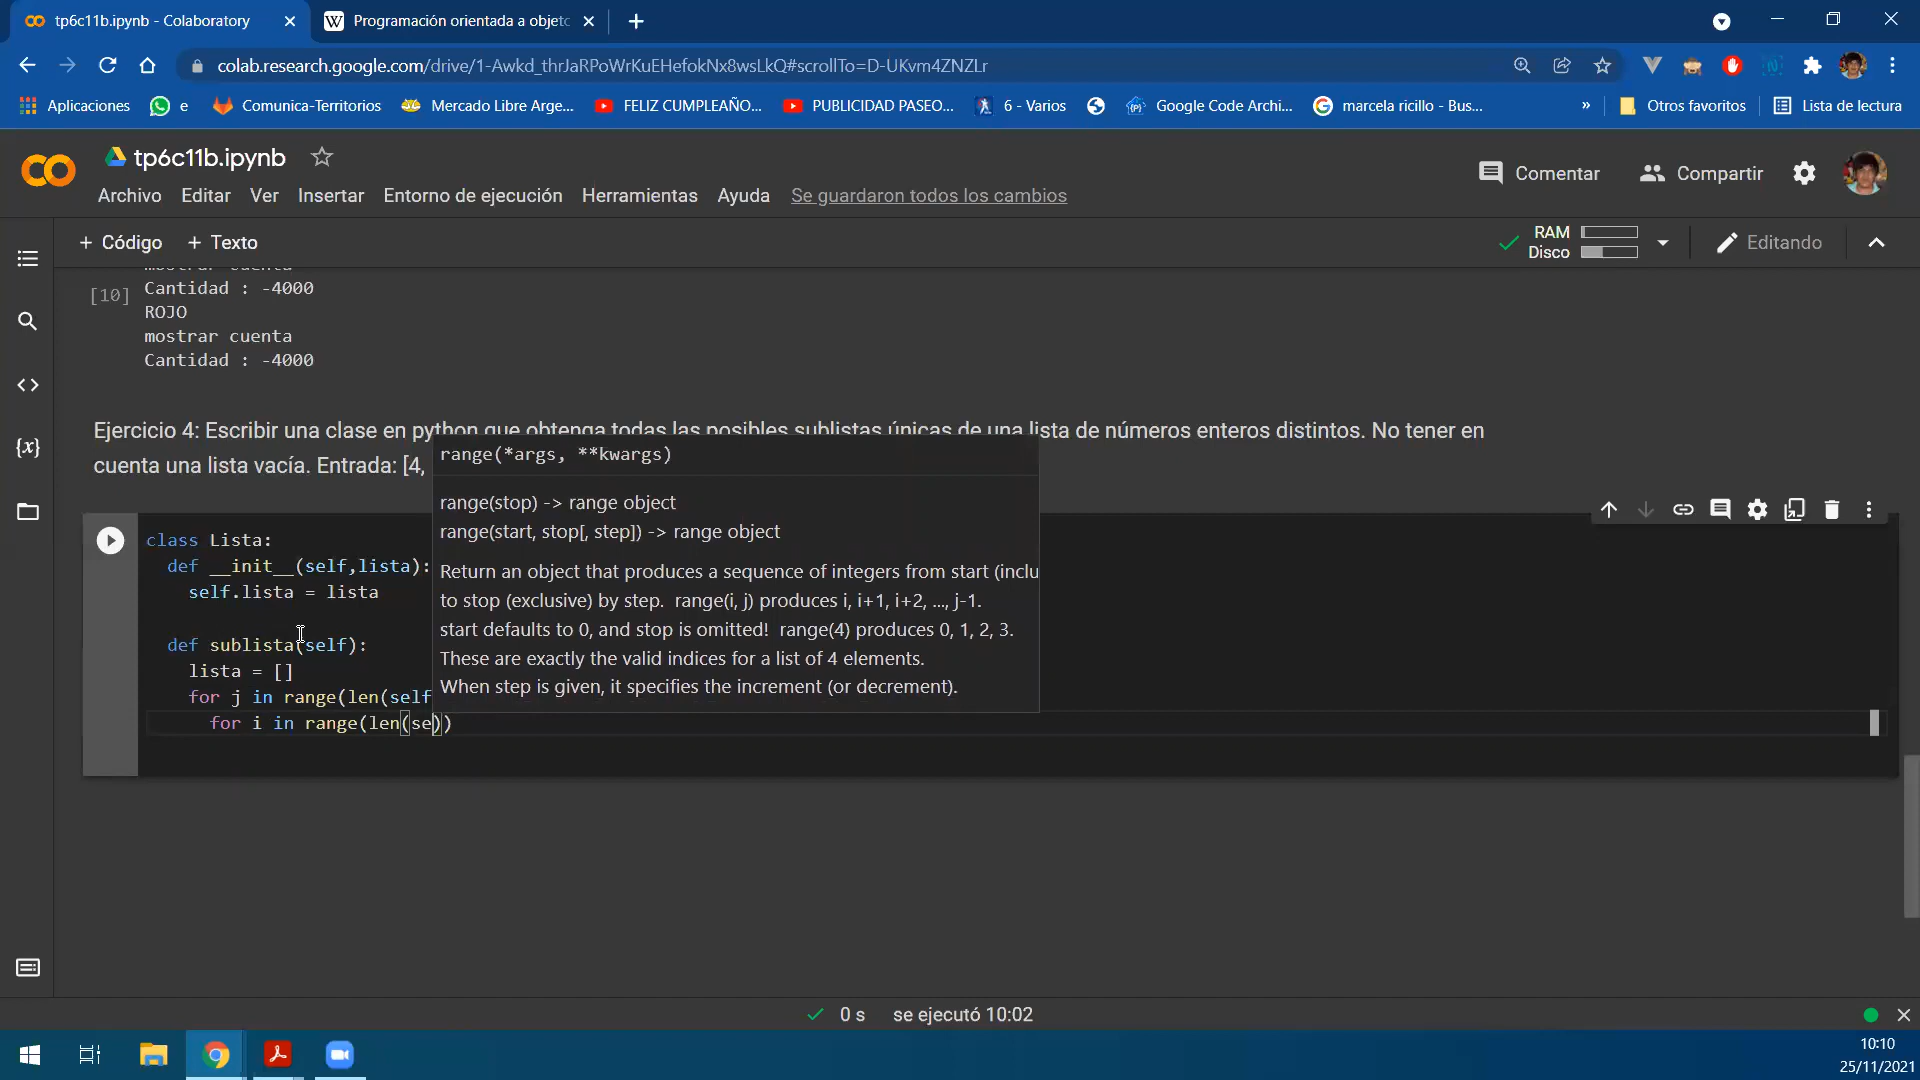 tp6c11b.ipynb - Colaboratory
Programación orientada a objeto
colab.research.google.com/drive/1-Awkd_thrJaRPoWrKuEHefokNx8wsLkQ#scrollTo=D-UKvm4ZNZLr
Aplicaciones
e
Comunica-Territorios
Mercado Libre Arge...
FELIZ CUMPLEAÑO...
PUBLICIDAD PASEO...
6 - Varios
Google Code Archi...
marcela ricillo - Bus...
»
Otros favoritos
Lista de lectura
tp6c11b.ipynb
Comentar
Compartir
Archivo Editar Ver Insertar Entorno de ejecución Herramientas Ayuda Se guardaron todos los cambios
+ Código + Texto
RAM
Disco
Editando
mostrar cuenta
[10] Cantidad : -4000
ROJO
mostrar cuenta
Cantidad : -4000
Ejercicio 4: Escribir una clase en python que obtenga todas las posibles sublistas únicas de una lista de números enteros distintos. No tener en
cuenta una lista vacía. Entrada: [4,
range(*args, **kwargs)
range(stop) -> range object
range(start, stop[, step]) -> range object
Return an object that produces a sequence of integers from start (inclu
to stop (exclusive) by step. range(i, j) produces i, i+1, i+2, ..., j-1.
start defaults to 0, and stop is omitted! range(4) produces 0, 1, 2, 3.
These are exactly the valid indices for a list of 4 elements.
When step is given, it specifies the increment (or decrement).
class Lista:
def __init__(self,lista):
self.lista = lista
def sublista(self):
lista = []
for j in range(len(self
for i in range(len(se))
0 s se ejecutó 10:02
10:10
25/11/2021